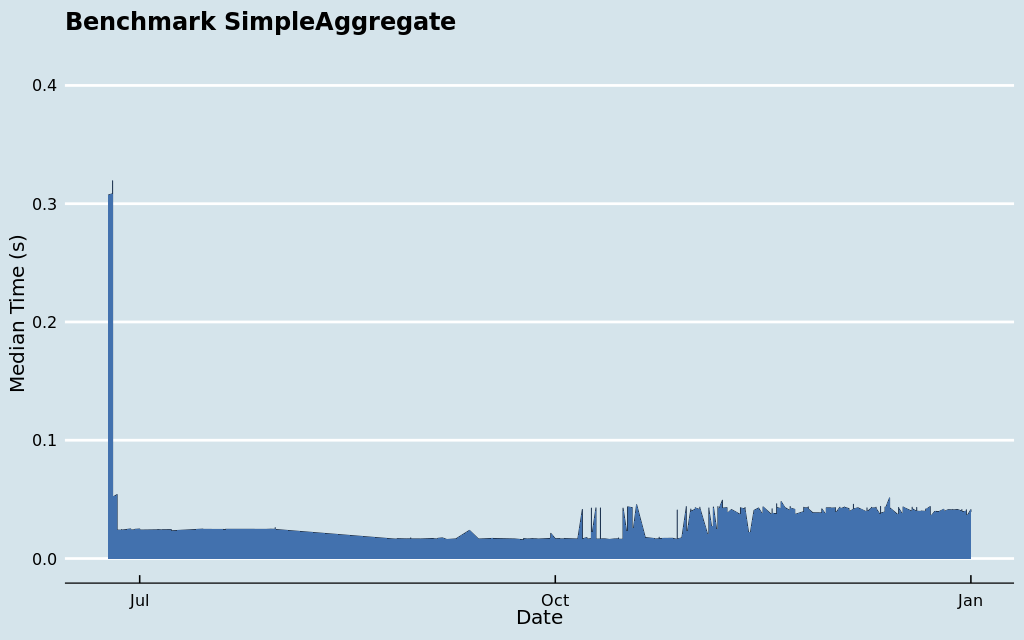 Benchmark SimpleAggregate
Median Time (s)
0.4
0.3
0.2
0.1
0.0
Jul
Oct
Jan
Date